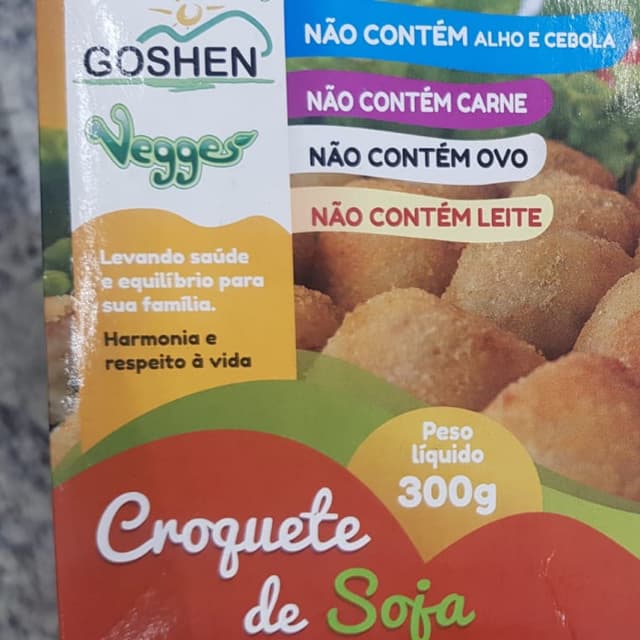 GOSHEN
Vegges
Levando saúde
e equilíbrio para
sua família.
Harmonia e
respeito à vida
NÃO CONTÉM ALHO E CEBOLA
NÃO CONTÉM CARNE
NÃO CONTÉM OVO
NÃO CONTÉM LEITE
Peso
líquido
300g
Croquete
de Soja